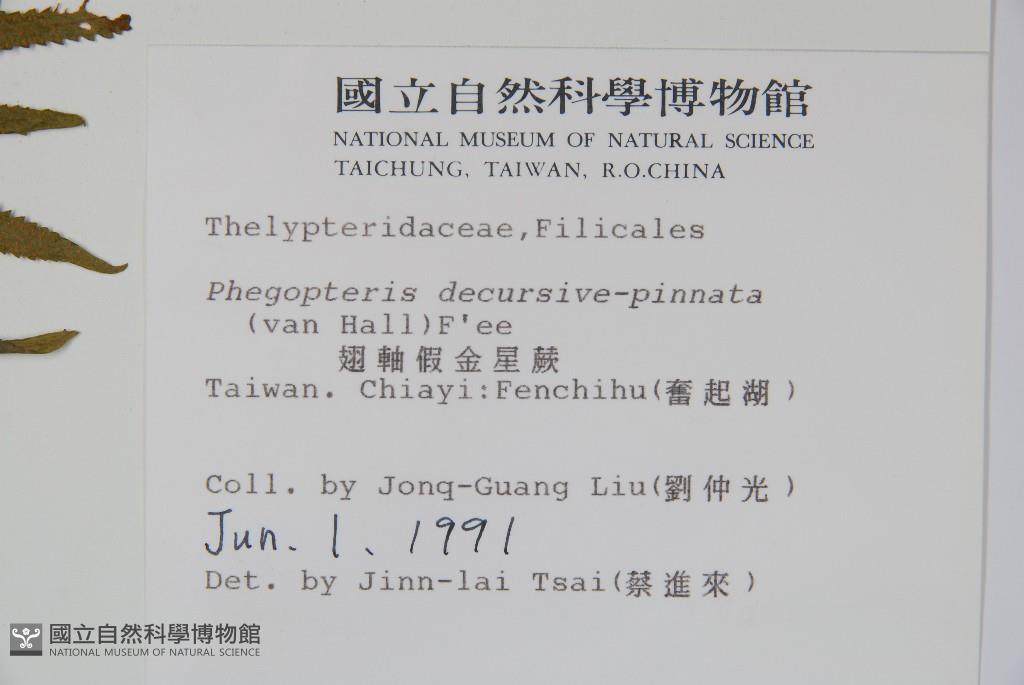 國立自然科學博物館
NATIONAL MUSEUM OF NATURAL SCIENCE
TAICHUNG, TAIWAN, R.O.CHINA
Thelypteridaceae,Filicales
Phegopteris decursive-pinnata
(van Hall)F'ee
翅軸假金星蕨
Taiwan. Chiayi:Fenchihu(奮起湖)
Coll. by Jonq-Guang Liu(劉仲光)
Jun. 1、1991
Det. by Jinn-lai Tsai(蔡進來)
國立自然科學博物館
NATIONAL MUSEUM OF NATURAL SCIENCE